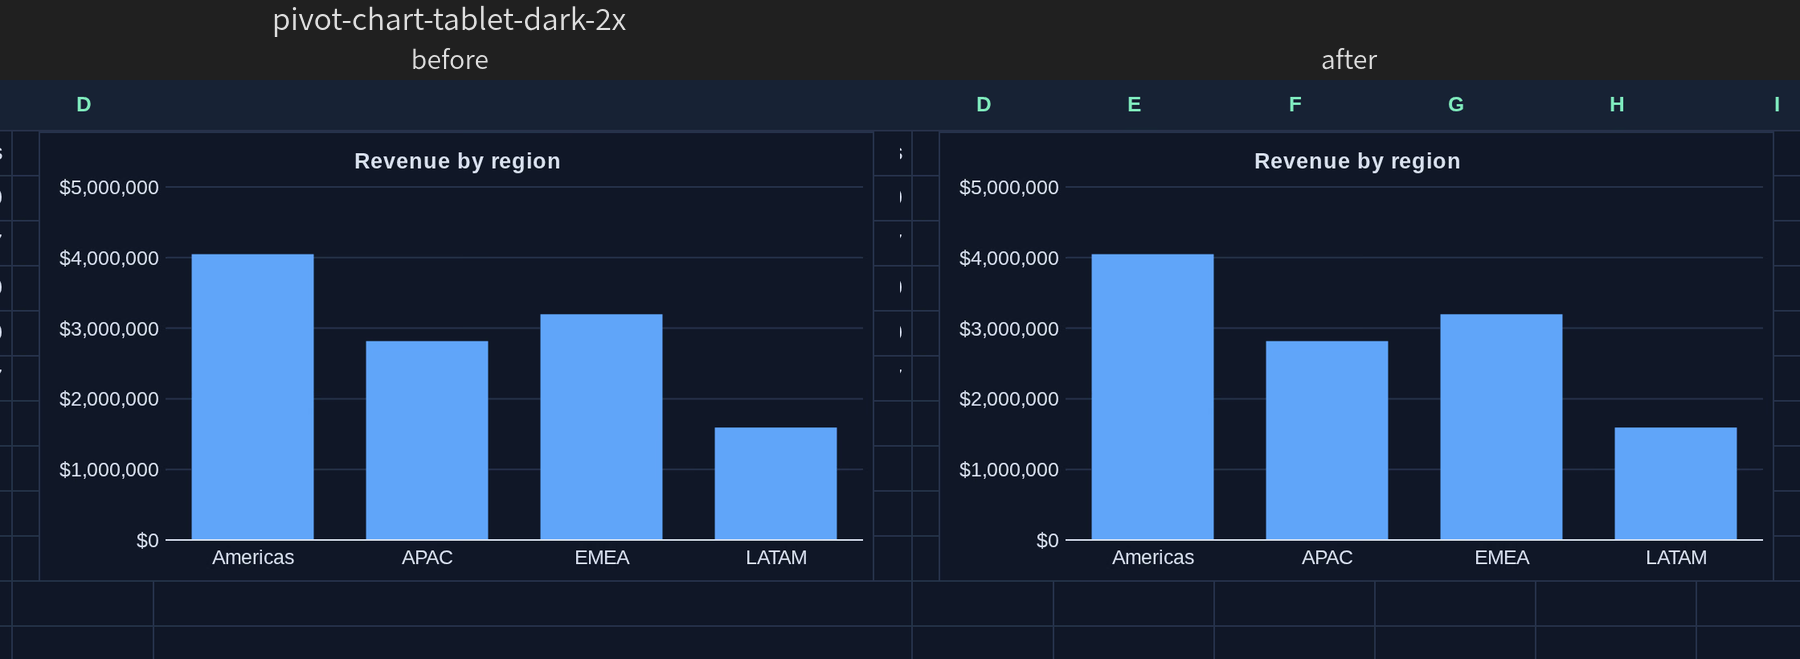 pivot-chart-tablet-dark-2x
before
after
D
D E F G H I
Revenue by region
$5,000,000
$4,000,000
$3,000,000
$2,000,000
$1,000,000
$0
Americas APAC EMEA LATAM
Revenue by region
$5,000,000
$4,000,000
$3,000,000
$2,000,000
$1,000,000
$0
Americas APAC EMEA LATAM